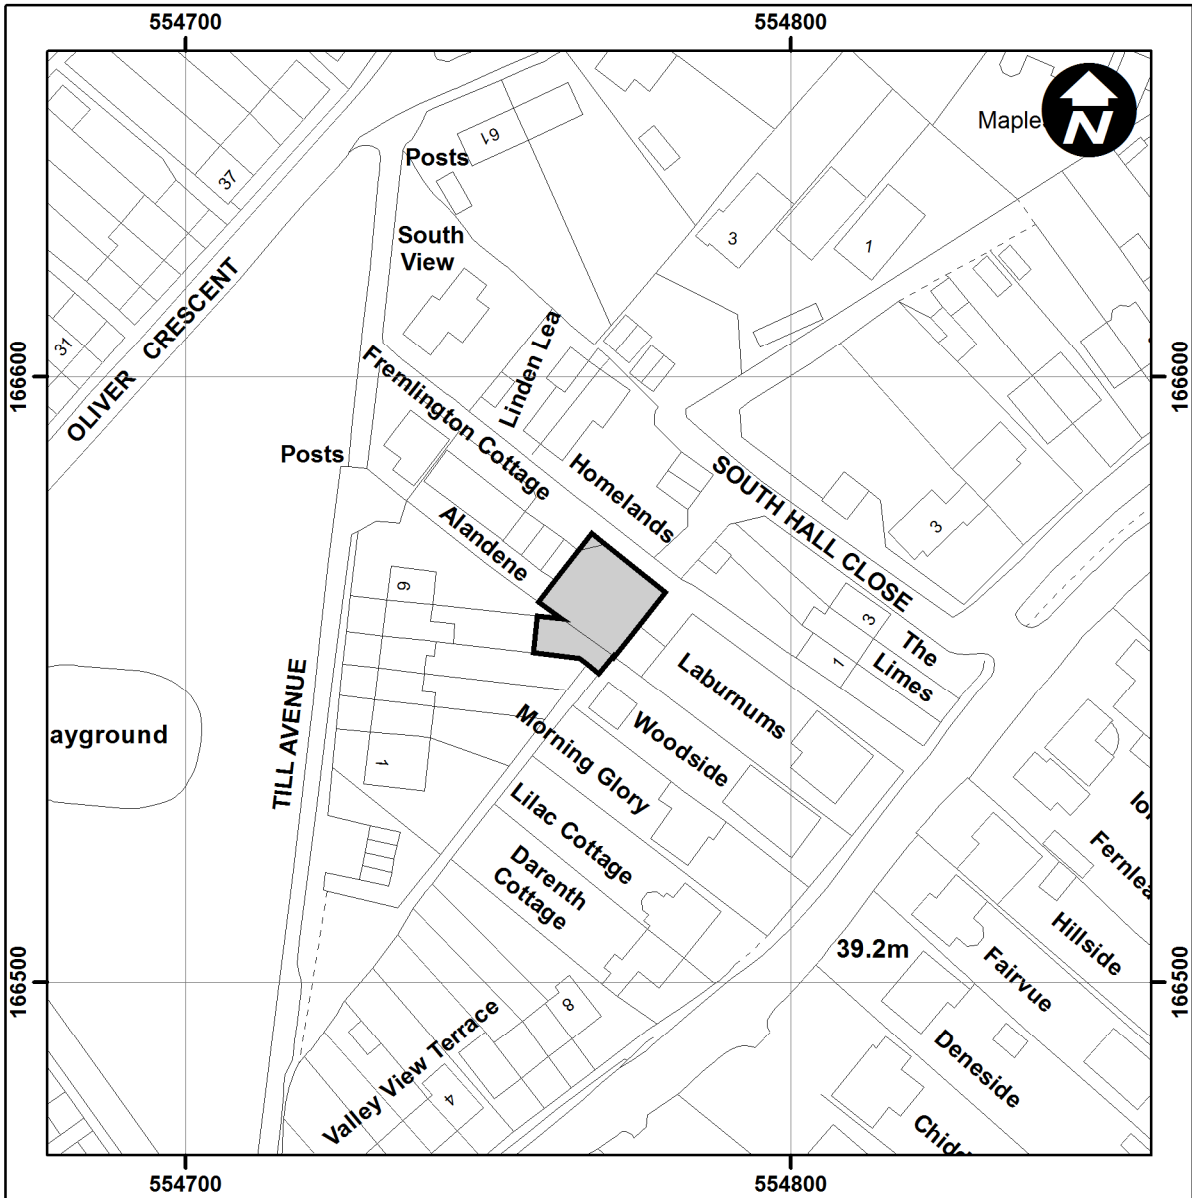 554700
554800
Maple
N
61
Posts
37
South
View
3
1
OLIVER CRESCENT
31
Linden Lea
166600
166600
Fremlington Cottage
Posts
Homelands
SOUTH HALL CLOSE
3
Alandene
9
3
The
Limes
1
Laburnums
TILL AVENUE
ayground
Woodside
Morning Glory
1
Lilac Cottage
Darenth
Cottage
Fernlea
Hillside
39.2m
Fairvue
166500
166500
8
Valley View Terrace
4
Deneside
554700
554800